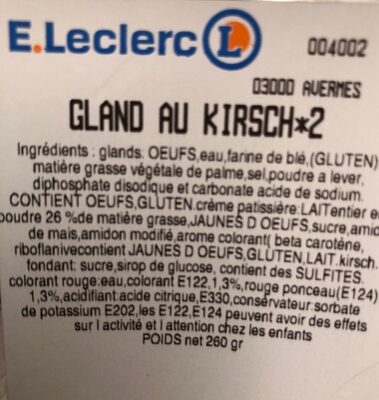 E.Leclerc L
004002
03000 AVERMES
GLAND AU KIRSCH*2
Ingrédients : glands: OEUFS,eau,farine de blé,(GLUTEN)
matière grasse végétale de palme,sel,poudre a lever,
diphosphate disodique et carbonate acide de sodium.
CONTIENT OEUFS,GLUTEN.crème patissière:LAITentier e
poudre 26 %de matière grasse,JAUNES D OEUFS,sucre,amid
de mais,amidon modifié,arome colorant( beta carotène,
riboflavinecontient JAUNES D OEUFS,GLUTEN,LAIT.kirsch.
fondant: sucre,sirop de glucose, contient des SULFITES.
colorant rouge:eau,colorant E122,1,3%,rouge ponceau(E124)
1,3%,acidifiant:acide citrique,E330,conservateur:sorbate
de potassium E202,les E122,E124 peuvent avoir des effets
sur l activité et l attention chez les enfants
POIDS net 260 gr